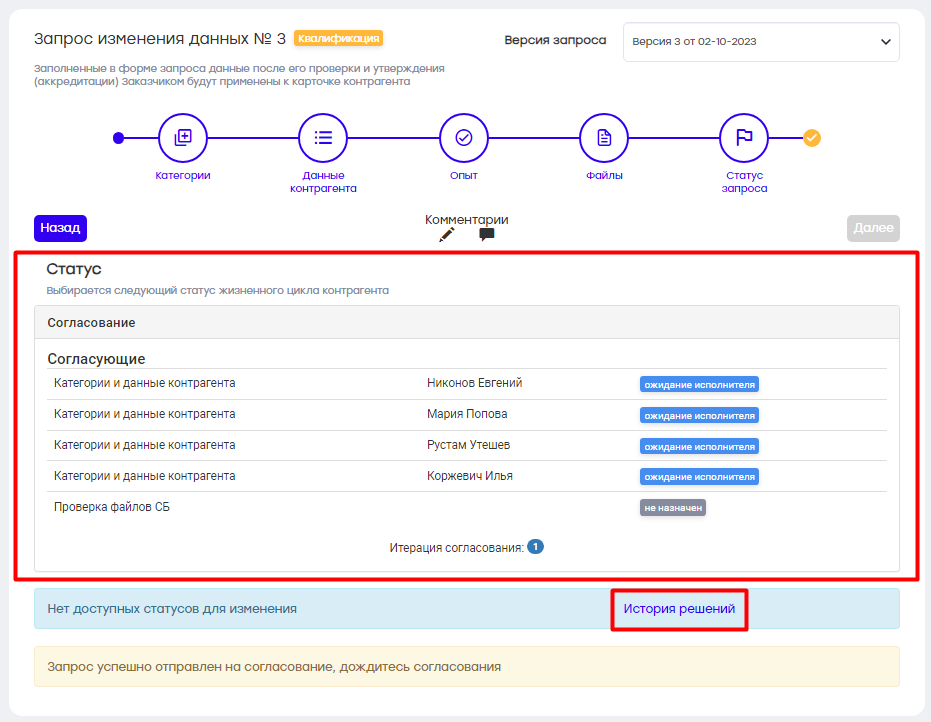 Запрос изменения данных № 3 Квалификация
Версия запроса Версия 3 от 02-10-2023
Заполненные в форме запроса данные после его проверки и утверждения
(аккредитации) Заказчиком будут применены к карточке контрагента
Категории
Данные
контрагента
Опыт
Файлы
Статус
запроса
Назад
Комментарии
Далее
Статус
Выбирается следующий статус жизненного цикла контрагента
Согласование
Согласующие
Категории и данные контрагента Никонов Евгений ожидание исполнителя
Категории и данные контрагента Мария Попова ожидание исполнителя
Категории и данные контрагента Рустам Утешев ожидание исполнителя
Категории и данные контрагента Коржевич Илья ожидание исполнителя
Проверка файлов СБ не назначен
Итерация согласования: 1
Нет доступных статусов для изменения История решений
Запрос успешно отправлен на согласование, дождитесь согласования